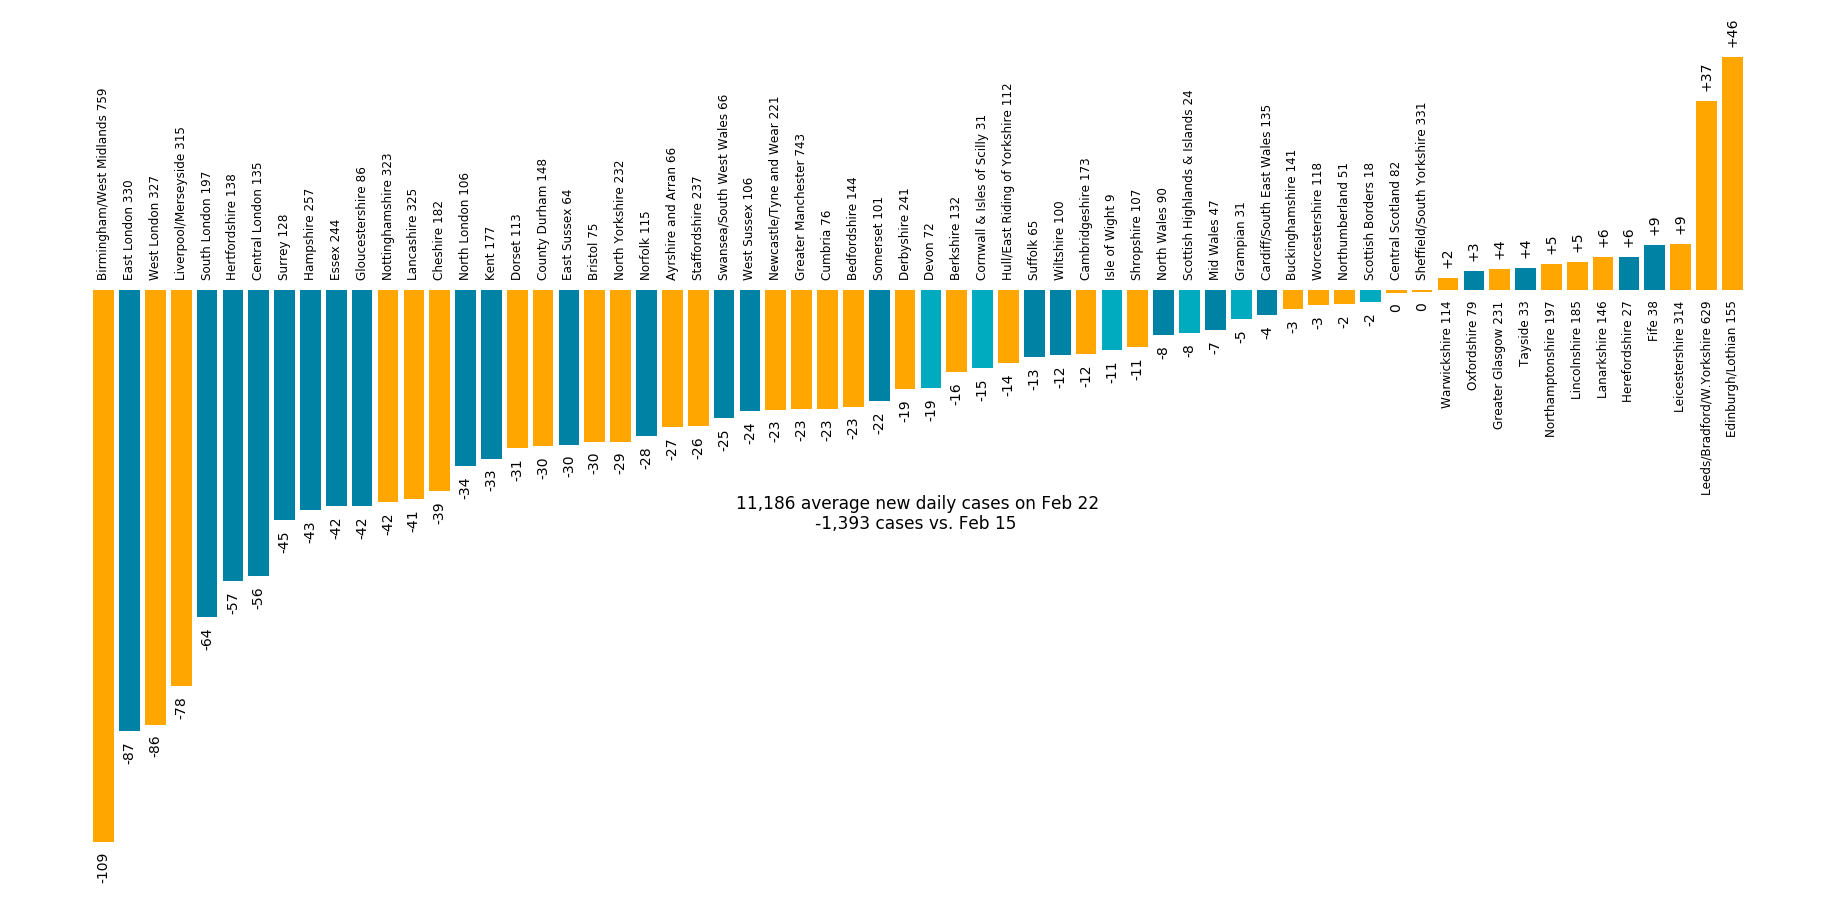 Birmingham/West Midlands 759
-109
East London 330
-87
West London 327
-86
Liverpool/Merseyside 315
-78
South London 197
-64
Hertfordshire 138
-57
Central London 135
-56
Surrey 128
-45
Hampshire 257
-43
Essex 244
-42
Gloucestershire 86
-42
Nottinghamshire 323
-42
Lancashire 325
-41
Cheshire 182
-39
North London 106
-34
Kent 177
-33
Dorset 113
-31
County Durham 148
-30
East Sussex 64
-30
Bristol 75
-30
North Yorkshire 232
-29
Norfolk 115
-28
Ayrshire and Arran 66
-27
Staffordshire 237
-26
Swansea/South West Wales 66
-25
West Sussex 106
-24
Newcastle/Tyne and Wear 221
-23
Greater Manchester 743
-23
Cumbria 76
-23
Bedfordshire 144
-23
Somerset 101
-22
Derbyshire 241
-19
Devon 72
-19
Berkshire 132
-16
Cornwall & Isles of Scilly 31
-15
Hull/East Riding of Yorkshire 112
-14
Suffolk 65
-13
Wiltshire 100
-12
Cambridgeshire 173
-12
Isle of Wight 9
-11
Shropshire 107
-11
North Wales 90
-8
Scottish Highlands & Islands 24
-8
Mid Wales 47
-7
Grampian 31
-5
Cardiff/South East Wales 135
-4
Buckinghamshire 141
-3
Worcestershire 118
-3
Northumberland 51
-2
Scottish Borders 18
-2
Central Scotland 82
0
Sheffield/South Yorkshire 331
0
+2
Warwickshire 114
+3
Oxfordshire 79
+4
Greater Glasgow 231
+4
Tayside 33
+5
Northamptonshire 197
+5
Lincolnshire 185
+6
Lanarkshire 146
+6
Herefordshire 27
+9
Fife 38
+9
Leicestershire 314
+37
Leeds/Bradford/W.Yorkshire 629
+46
Edinburgh/Lothian 155
11,186 average new daily cases on Feb 22
-1,393 cases vs. Feb 15